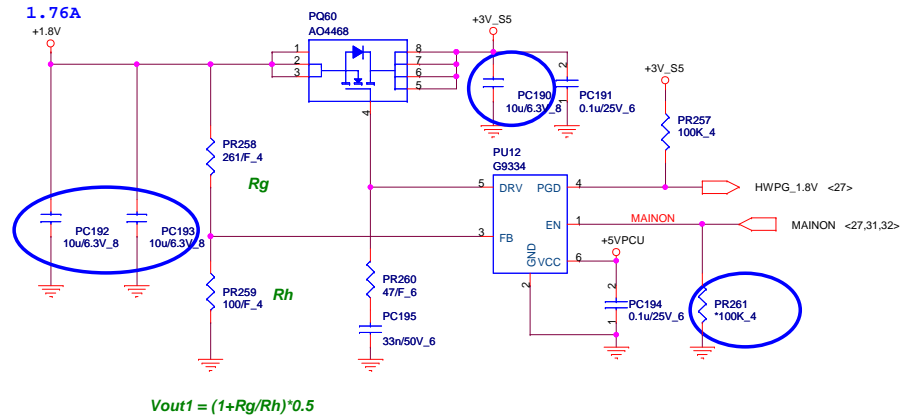 1.76A
+1.8V
PQ60
AO4468
1
2
3
8
7
6
5
4
+3V_S5
PC190
10u/6.3V_8
2
1
PC191
0.1u/25V_6
+3V_S5
PR257
100K_4
PR258
261/F_4
Rg
PU12
G9334
5
DRV
PGD
4
HWPG_1.8V <27>
EN
1
MAINON
MAINON <27,31,32>
3
FB
GND
2
VCC
6
+5VPCU
PC192
10u/6.3V_8
PC193
10u/6.3V_8
PR259
100/F_4
Rh
PR260
47/F_6
PC195
33n/50V_6
2
1
PC194
0.1u/25V_6
PR261
*100K_4
Vout1 = (1+Rg/Rh)*0.5